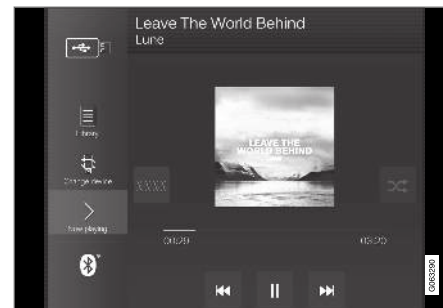 Leave The World Behind
Lune
Library
Change device
Now playing
LEAVE THE
WORLD BEHIND
XXXX
00:29
03:20
G063290